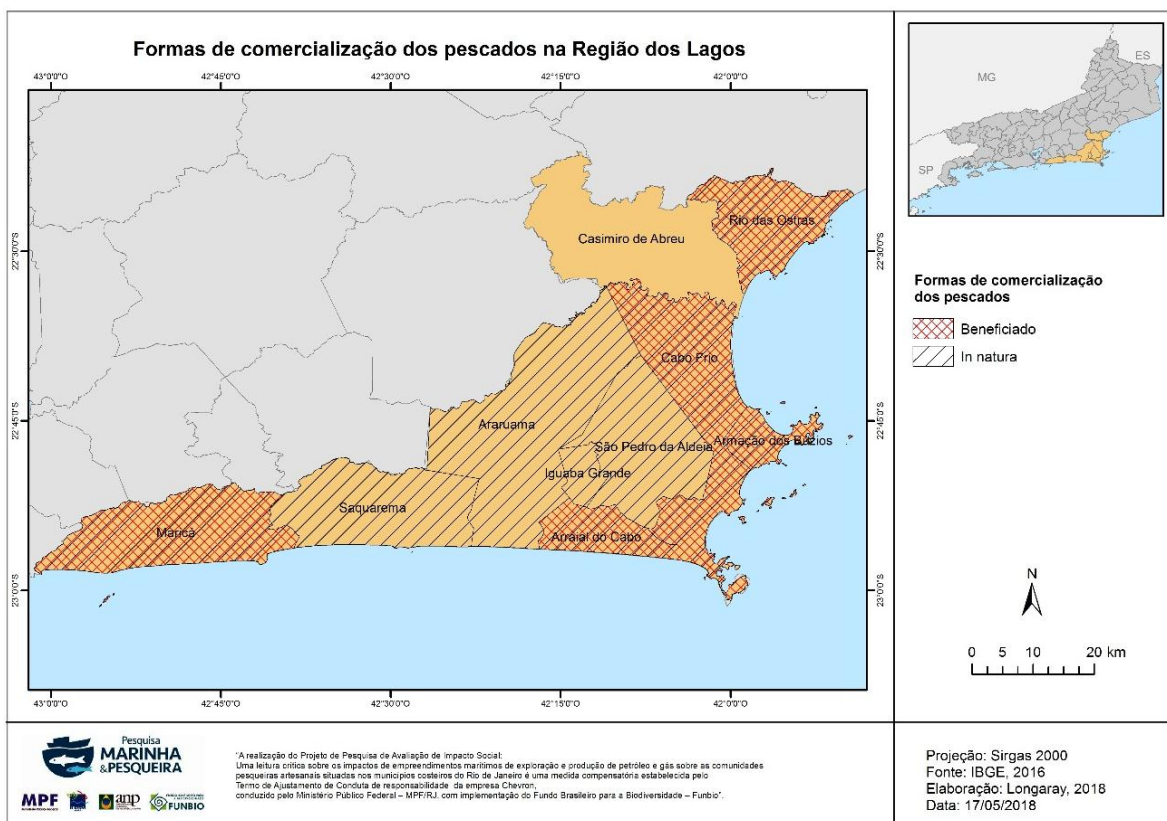 Formas de comercialização dos pescados na Região dos Lagos
43°0'0"O
42°45'0"O
42°30'0"O
42°15'0"O
42°0'0"O
22°30'0"S
22°30'0"S
22°45'0"S
22°45'0"S
23°0'0"S
23°0'0"S
Rio das Ostras
Casimiro de Abreu
Cabo Frio
Araruama
São Pedro da Aldeia
Armação dos Búzios
Iguaba Grande
Saquarema
Maricá
Arraial do Cabo
43°0'0"O
42°45'0"O
42°30'0"O
42°15'0"O
42°0'0"O
MG
ES
SP
Formas de comercialização
dos pescados
Beneficiado
In natura
N
0 5 10 20 km
Pesquisa
MARINHA
&PESQUEIRA
MPF
anp
FUNBIO
"A realização do Projeto de Pesquisa de Avaliação de Impacto Social:
Uma leitura crítica sobre os impactos de empreendimentos marítimos de exploração e produção de petróleo e gás sobre as comunidades
pesqueiras artesanais situadas nos municípios costeiros do Rio de Janeiro é uma medida compensatória estabelecida pelo
Termo de Ajustamento de Conduta de responsabilidade da empresa Chevron,
conduzido pelo Ministério Público Federal – MPF/RJ, com implementação do Fundo Brasileiro para a Biodiversidade – Funbio".
Projeção: Sirgas 2000
Fonte: IBGE, 2016
Elaboração: Longaray, 2018
Data: 17/05/2018